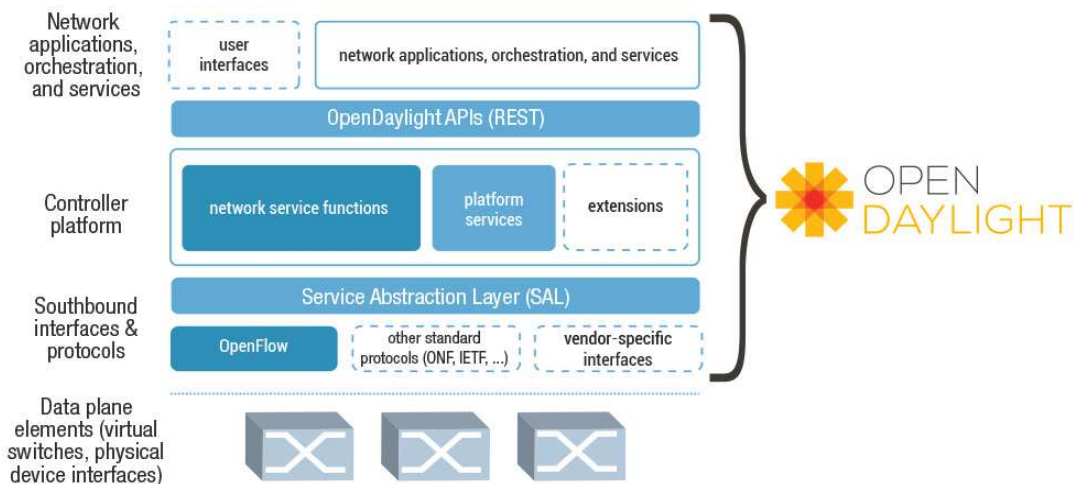 Network
applications,
orchestration,
and services
user
interfaces
network applications, orchestration, and services
OpenDaylight APIs (REST)
Controller
platform
network service functions
platform
services
extensions
Service Abstraction Layer (SAL)
Southbound
interfaces &
protocols
OpenFlow
other standard
protocols (ONF, IETF, ...)
vendor-specific
interfaces
Data plane
elements (virtual
switches, physical
device interfaces)
OPEN
DAYLIGHT